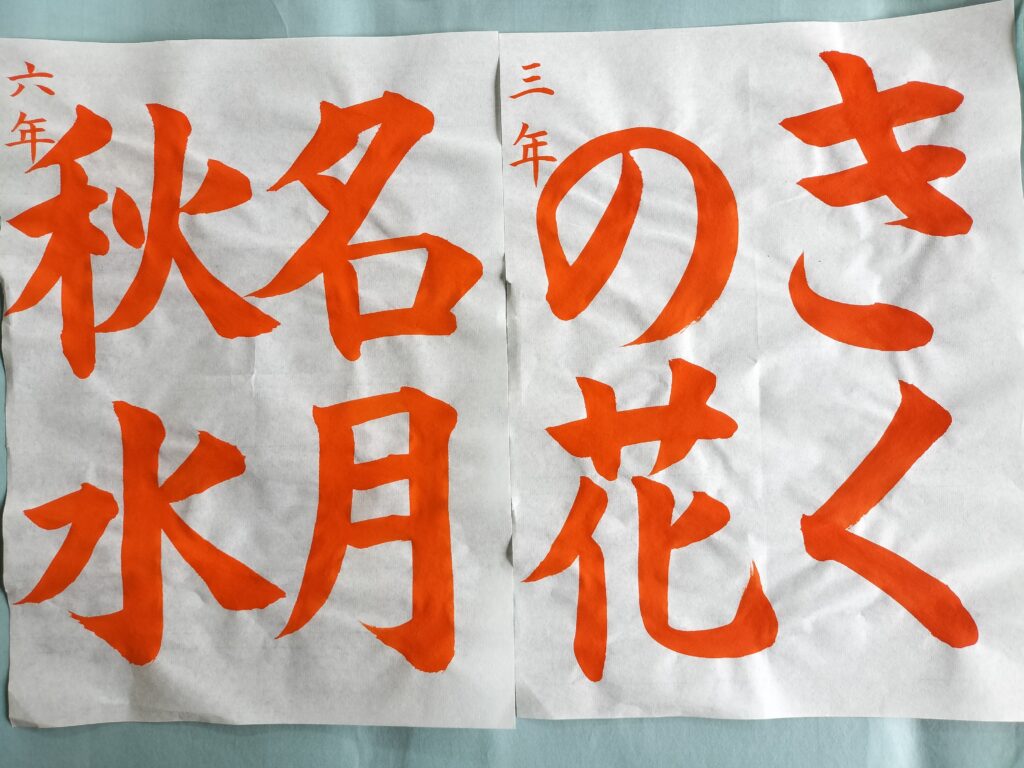 きく
の花
三年
名月
秋水
六年